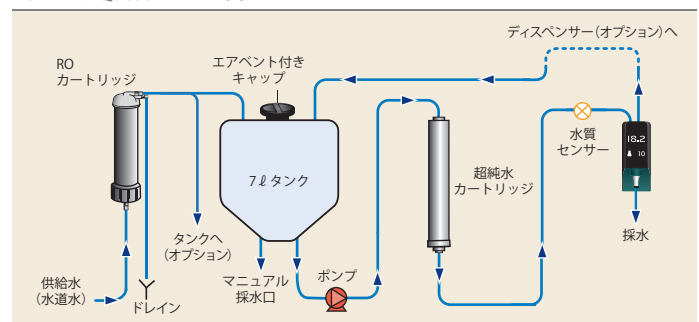 ディスペンサー（オプション）へ
RO
カートリッジ
エアベント付き
キャップ
7ℓタンク
超純水
カートリッジ
水質
センサー
18.2
10
採水
タンクへ
（オプション）
マニュアル
採水口
ポンプ
供給水
（水道水）
ドレイン